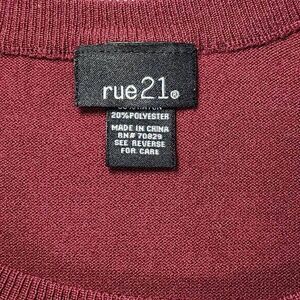 rue21®
20% POLYESTER
MADE IN CHINA
RN# 70829
SEE REVERSE
FOR CARE